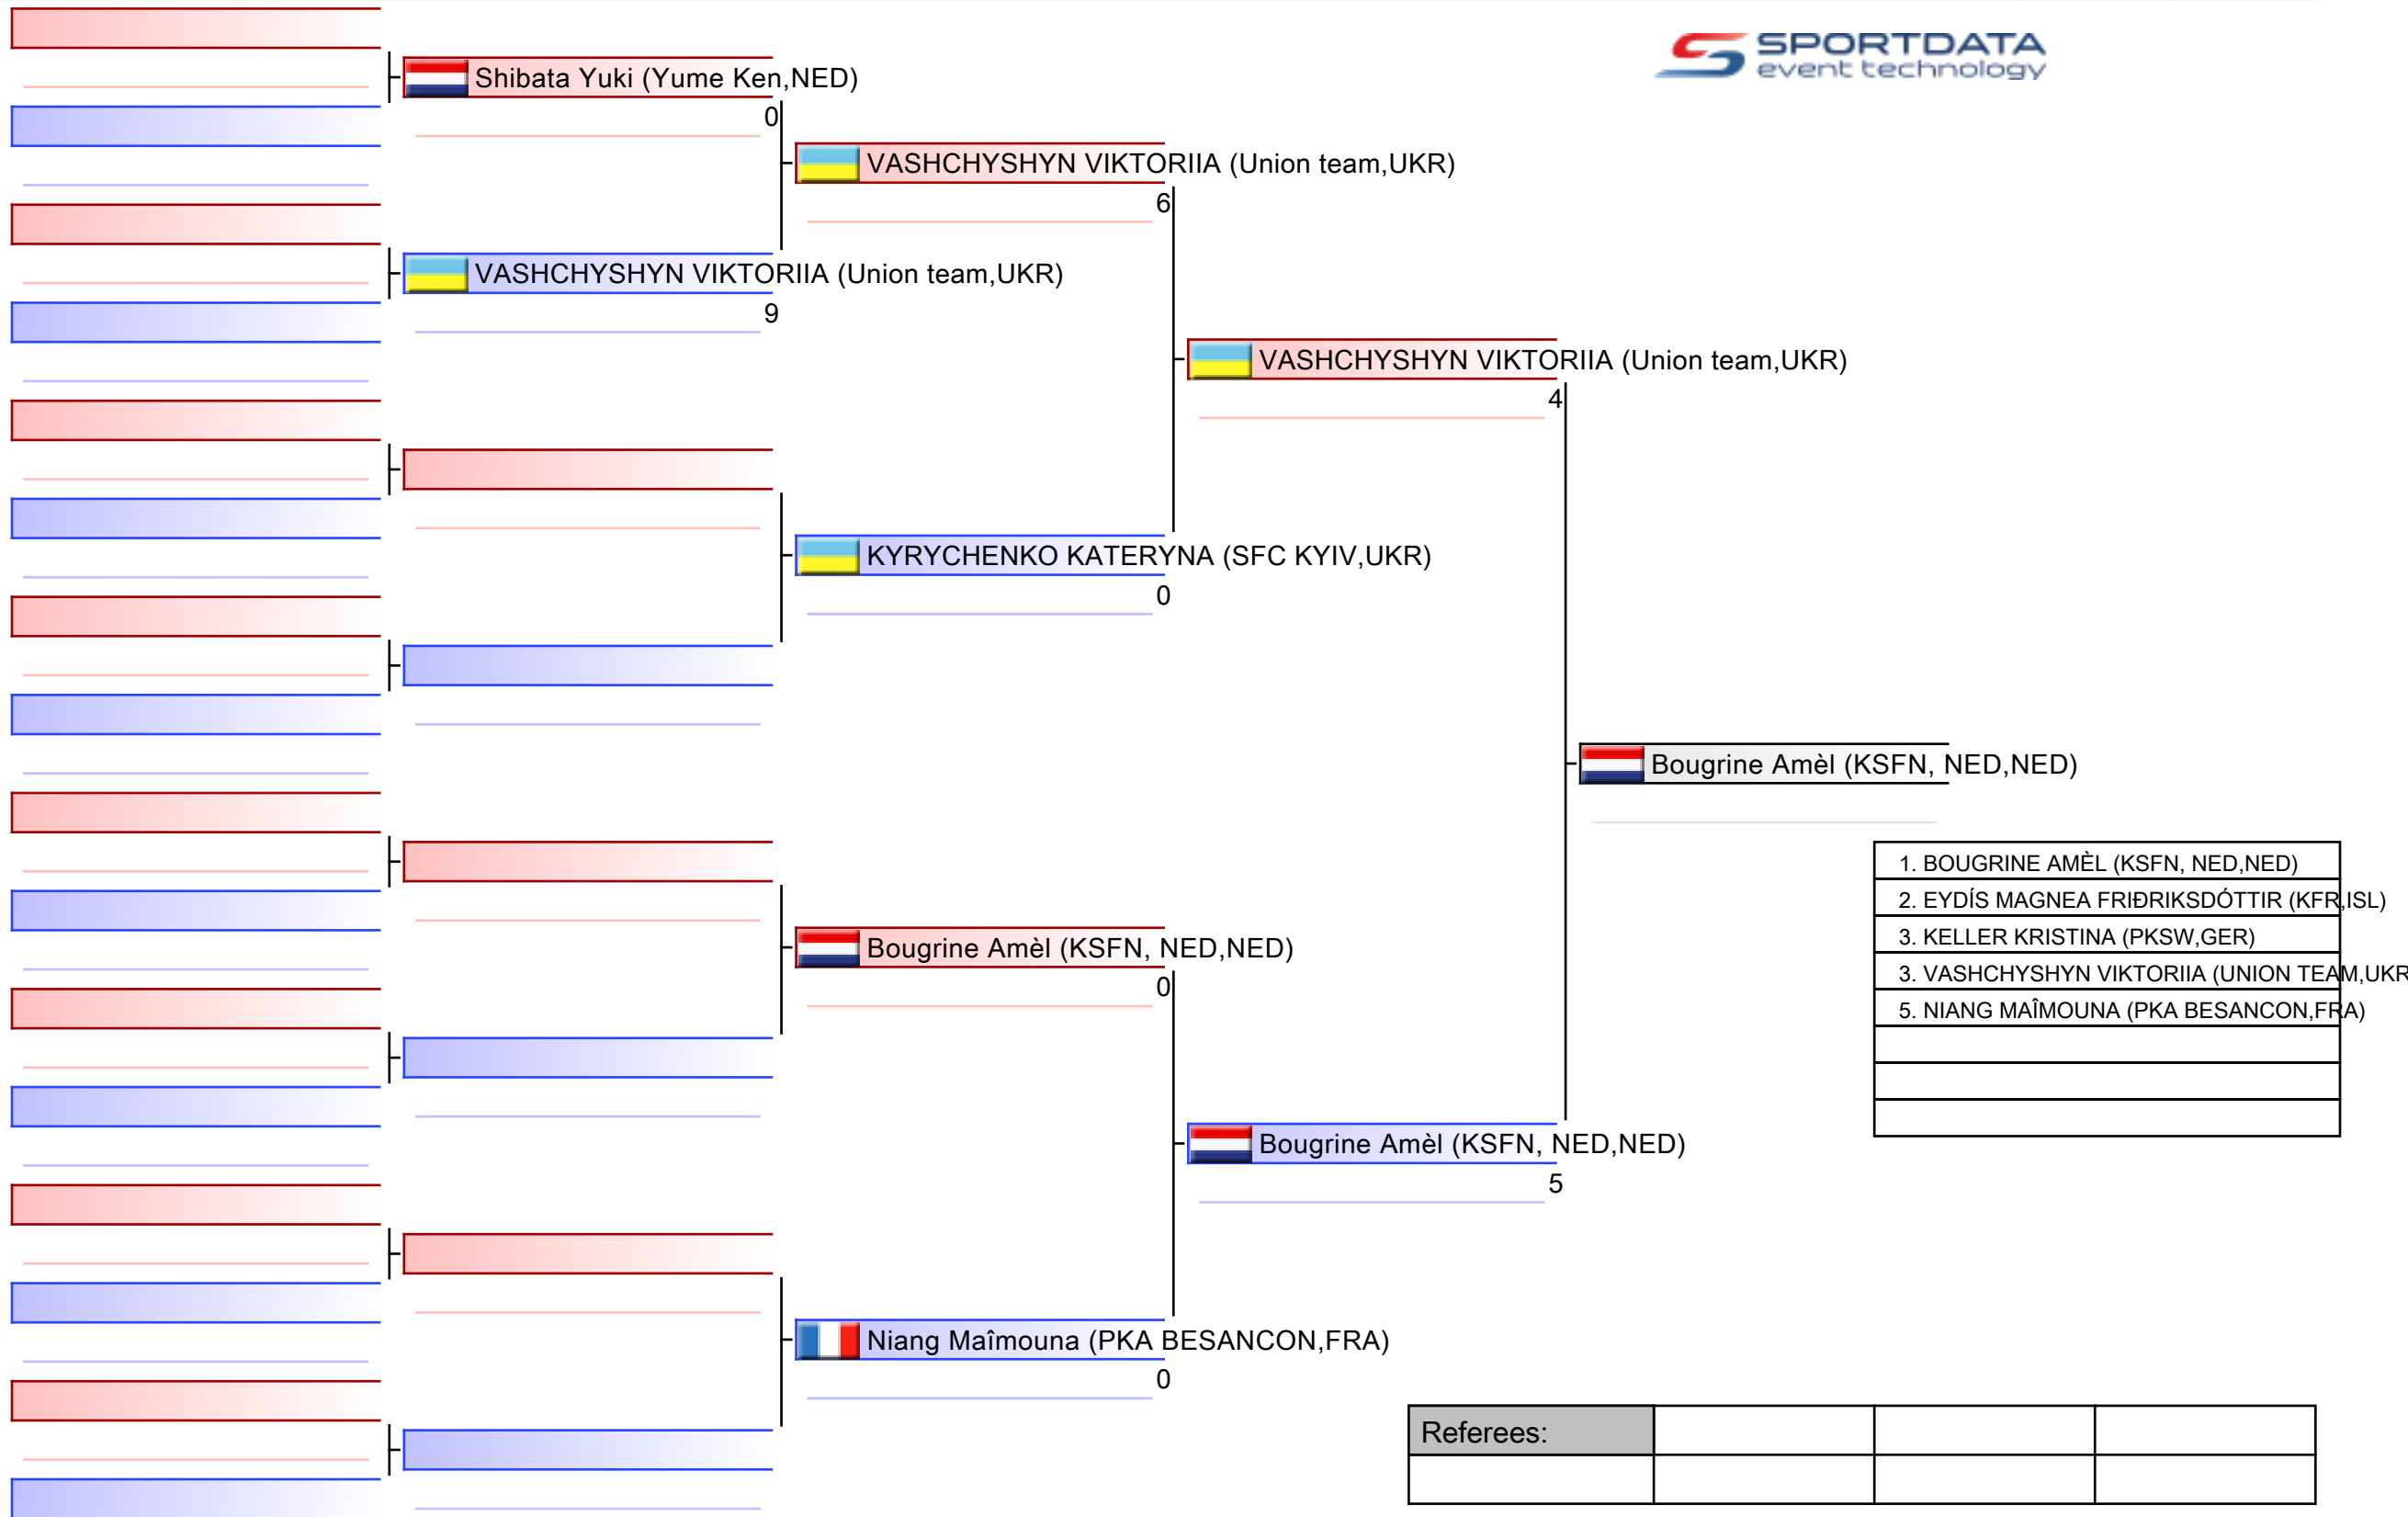 SPORTDATA
event technology
Shibata Yuki (Yume Ken,NED)
0
VASHCHYSHYN VIKTORIIA (Union team,UKR)
6
VASHCHYSHYN VIKTORIIA (Union team,UKR)
9
VASHCHYSHYN VIKTORIIA (Union team,UKR)
4
KYRYCHENKO KATERYNA (SFC KYIV,UKR)
0
Bougrine Amèl (KSFN, NED,NED)
1. BOUGRINE AMÈL (KSFN, NED,NED)
2. EYDÍS MAGNEA FRIÐRIKSDÓTTIR (KFR,ISL)
3. KELLER KRISTINA (PKSW,GER)
3. VASHCHYSHYN VIKTORIIA (UNION TEAM,UKR
5. NIANG MAÎMOUNA (PKA BESANCON,FRA)
Bougrine Amèl (KSFN, NED,NED)
0
Bougrine Amèl (KSFN, NED,NED)
5
Niang Maîmouna (PKA BESANCON,FRA)
0
Referees: